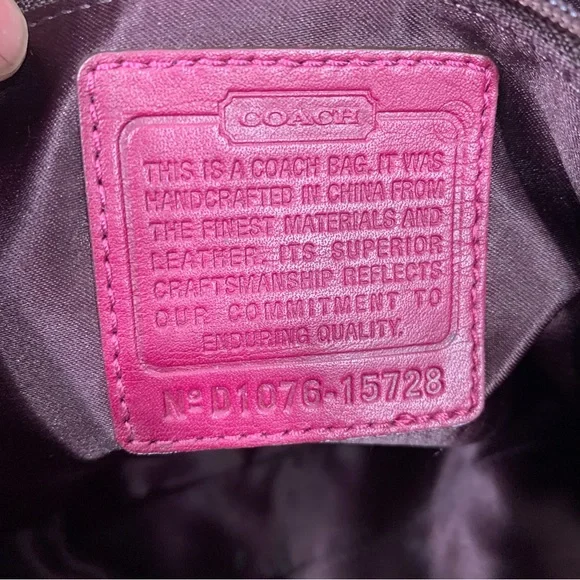 COACH
THIS IS A COACH BAG. IT WAS
HANDCRAFTED IN CHINA FROM
THE FINEST MATERIALS AND
LEATHER. ITS SUPERIOR
CRAFTSMANSHIP REFLECTS
OUR COMMITMENT TO
ENDURING QUALITY.
Nº D1076-15728